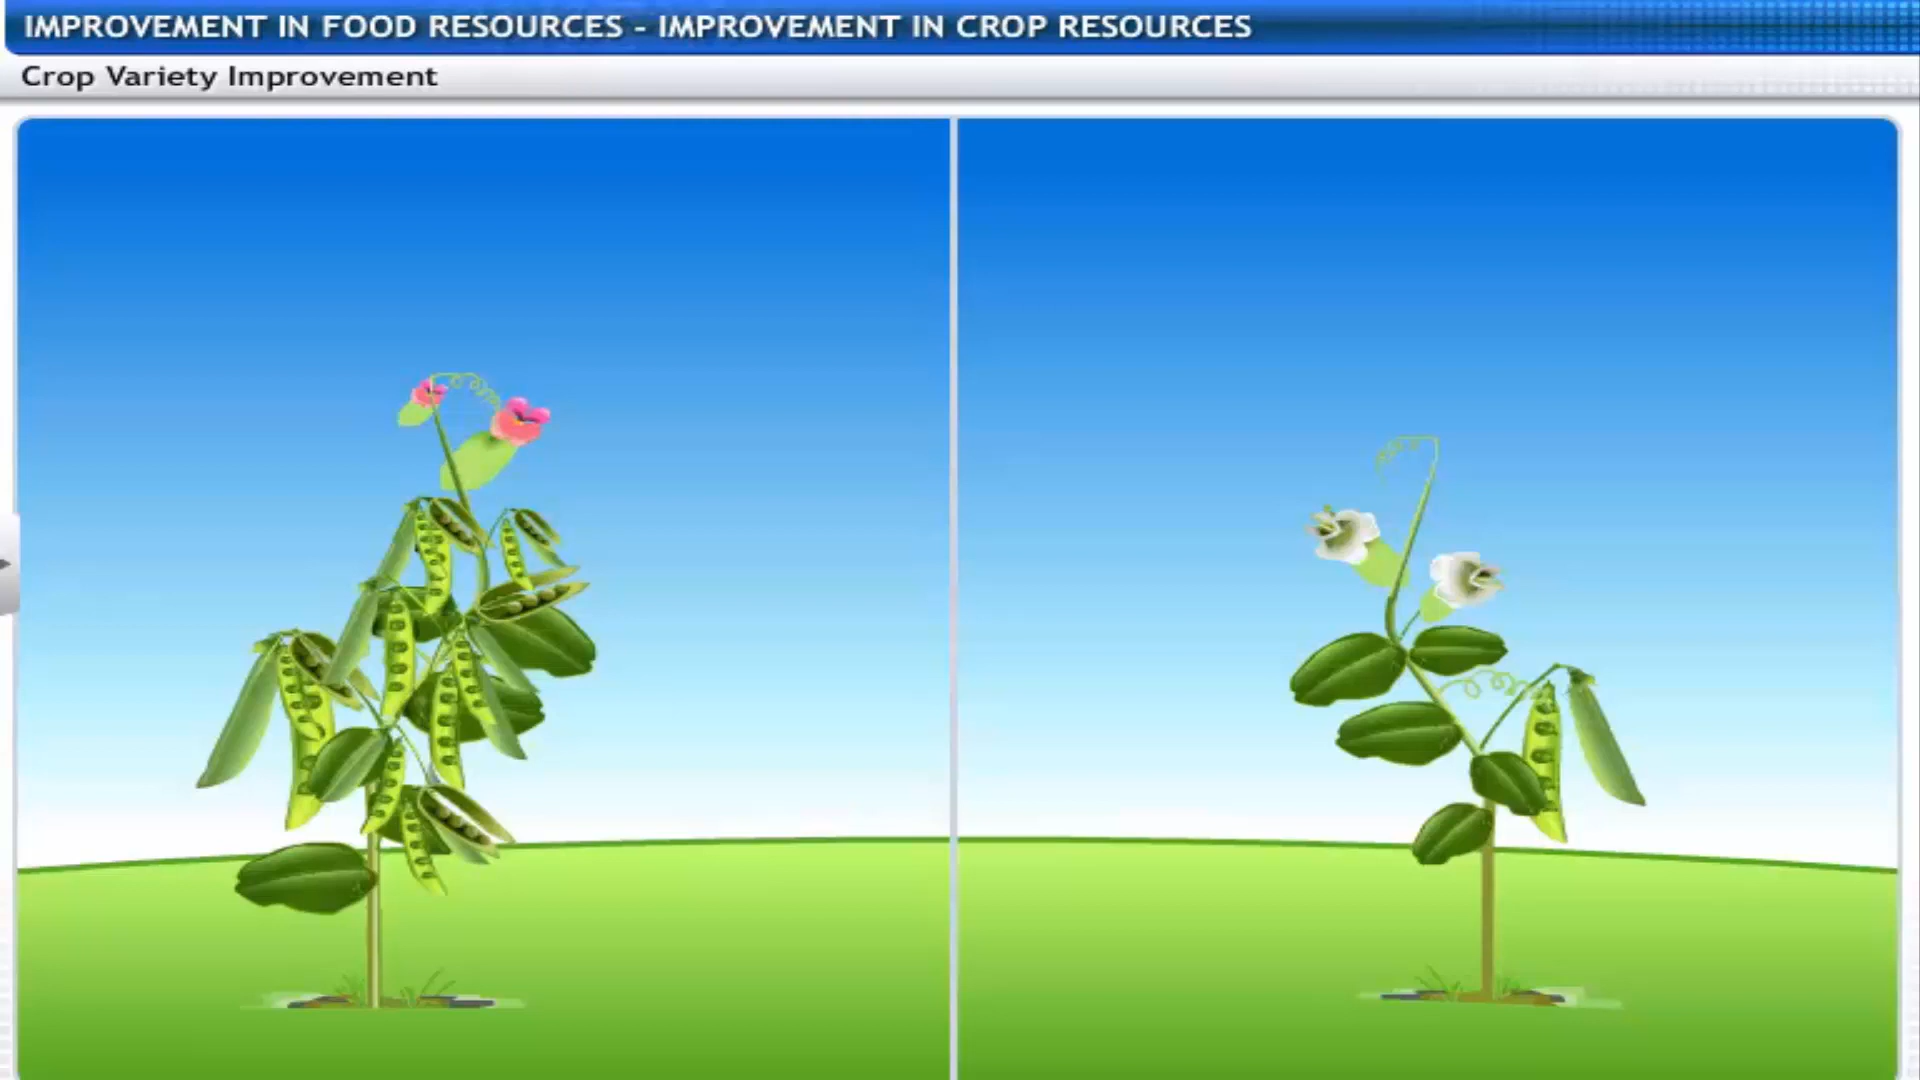 IMPROVEMENT IN FOOD RESOURCES - IMPROVEMENT IN CROP RESOURCES
Crop Variety Improvement